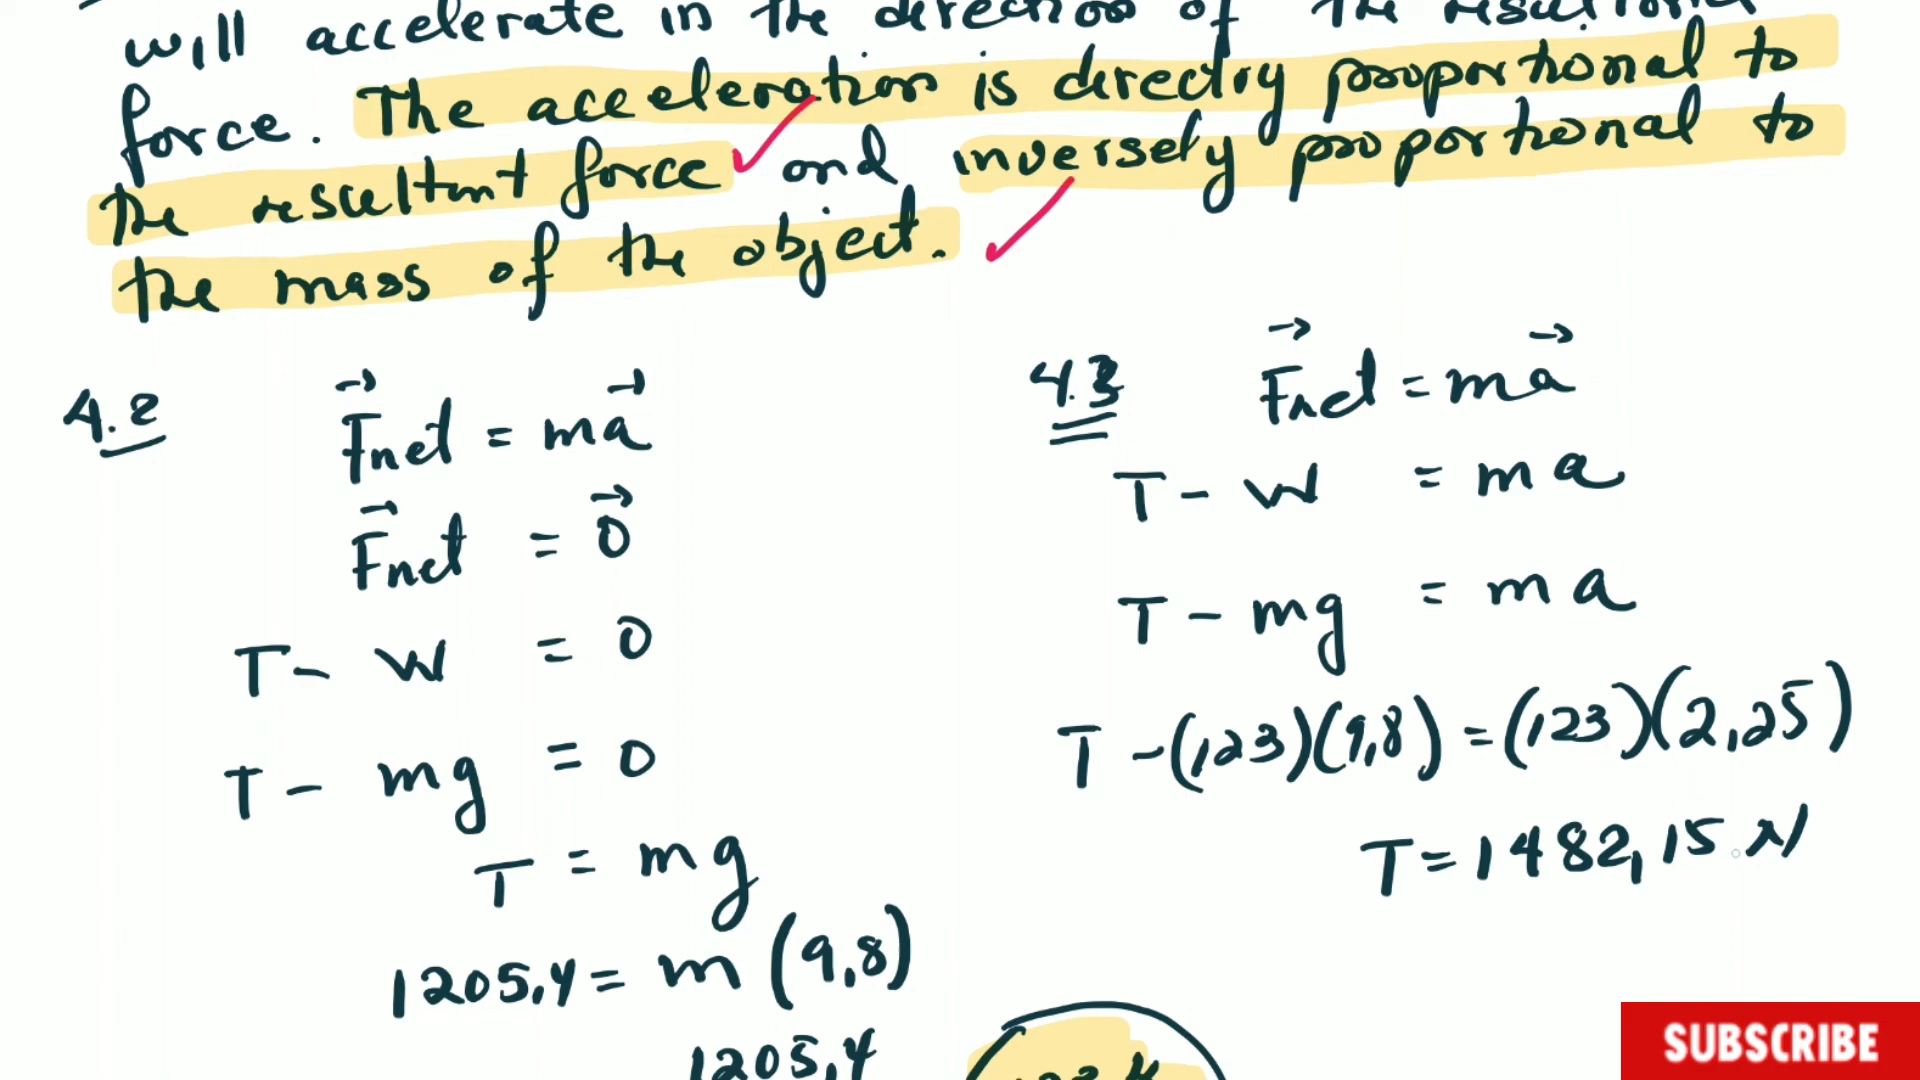 will accelerate in the direction of the resultant
force. The acceleration is directly proportional to
the resultant force and inversely proportional to
the mass of the object.
4.2
→ →
Fnet = ma
→ →
Fnet = 0
T - W = 0
T - mg = 0
T = mg
1205,4 = m (9,8)
1205,4
4.3
→ →
Fnet = ma
T - W = ma
T - mg = ma
T - (123)(9,8) = (123)(2,25)
T = 1482,15 N
SUBSCRIBE